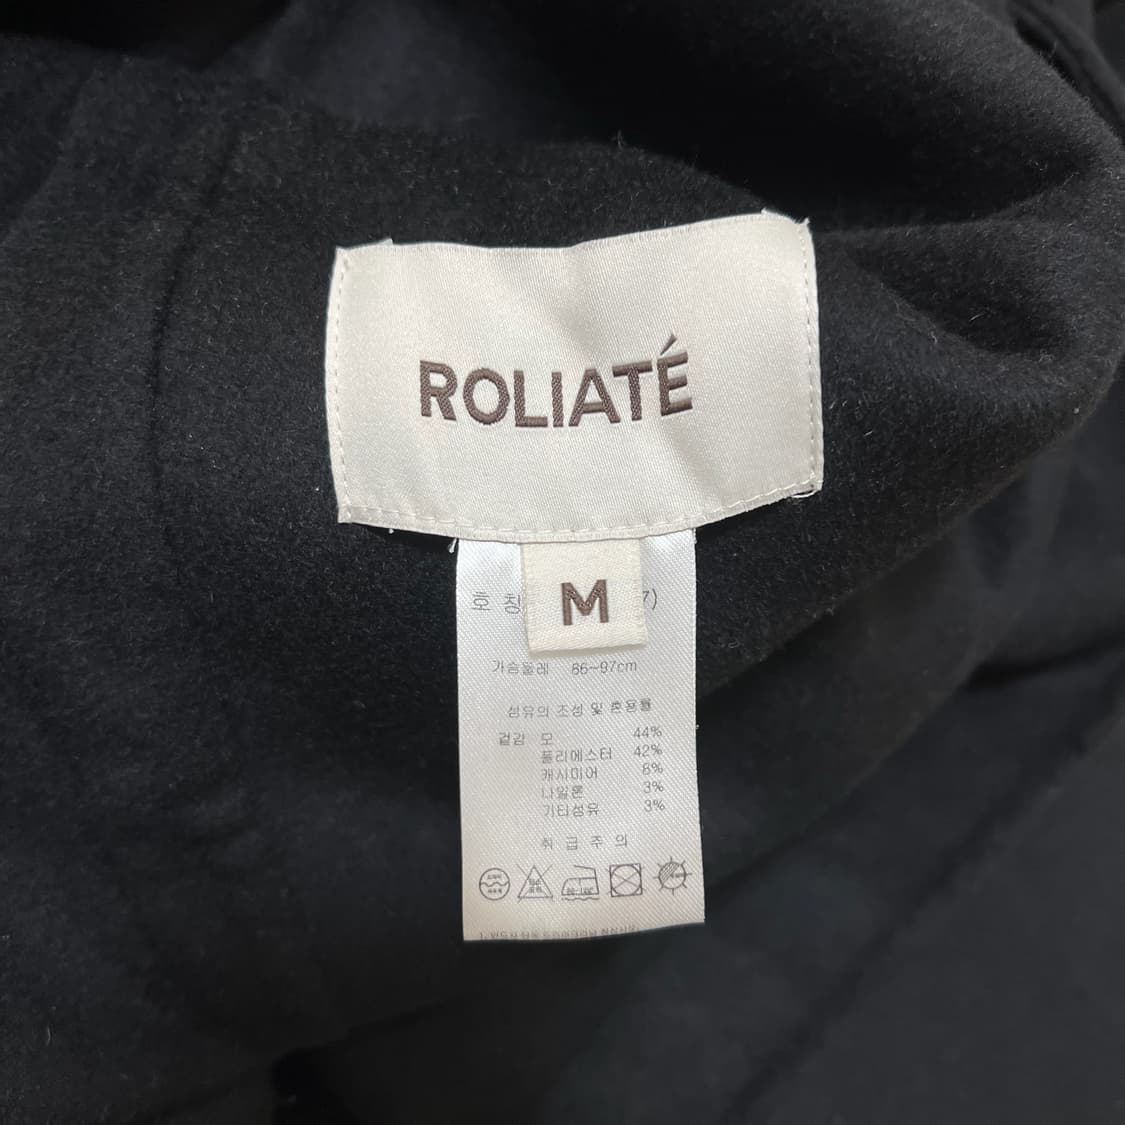 ROLIATÉ
M
호 칭 7)
가슴둘레 86~97cm
섬유의 조성 및 혼용률
겉감 모 44%
폴리에스터 42%
캐시미어 8%
나일론 3%
기타섬유 3%
취 급 주 의